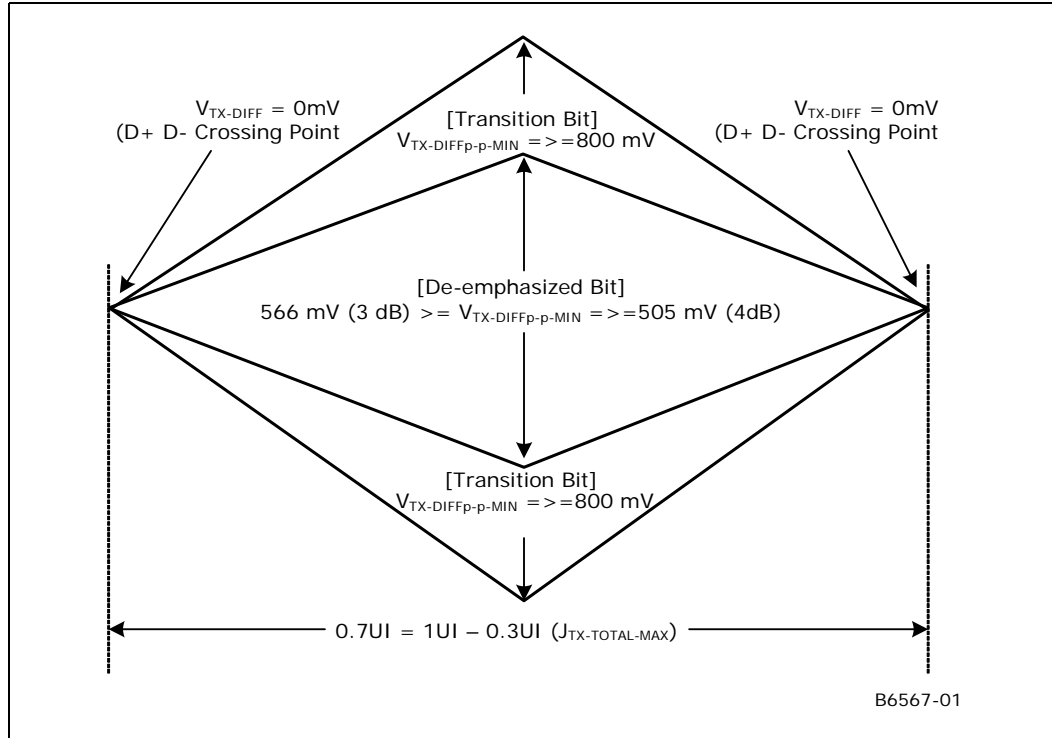 V_TX-DIFF = 0mV
(D+ D- Crossing Point
V_TX-DIFF = 0mV
(D+ D- Crossing Point
[Transition Bit]
V_TX-DIFFp-p-MIN =>=800 mV
[De-emphasized Bit]
566 mV (3 dB) >= V_TX-DIFFp-p-MIN =>=505 mV (4dB)
[Transition Bit]
V_TX-DIFFp-p-MIN =>=800 mV
0.7UI = 1UI – 0.3UI (J_TX-TOTAL-MAX)
B6567-01